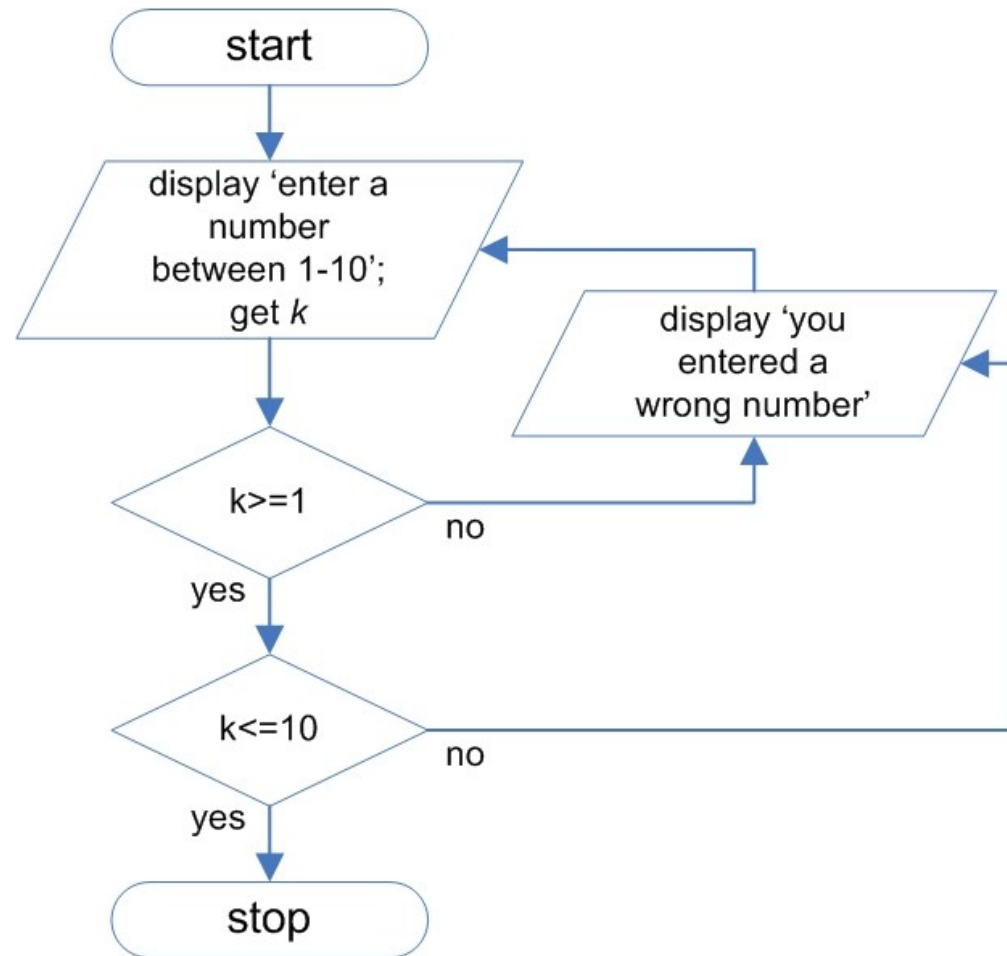 start
display ‘enter a
number
between 1-10’;
get k
display ‘you
entered a
wrong number’
k>=1
no
yes
k<=10
no
yes
stop